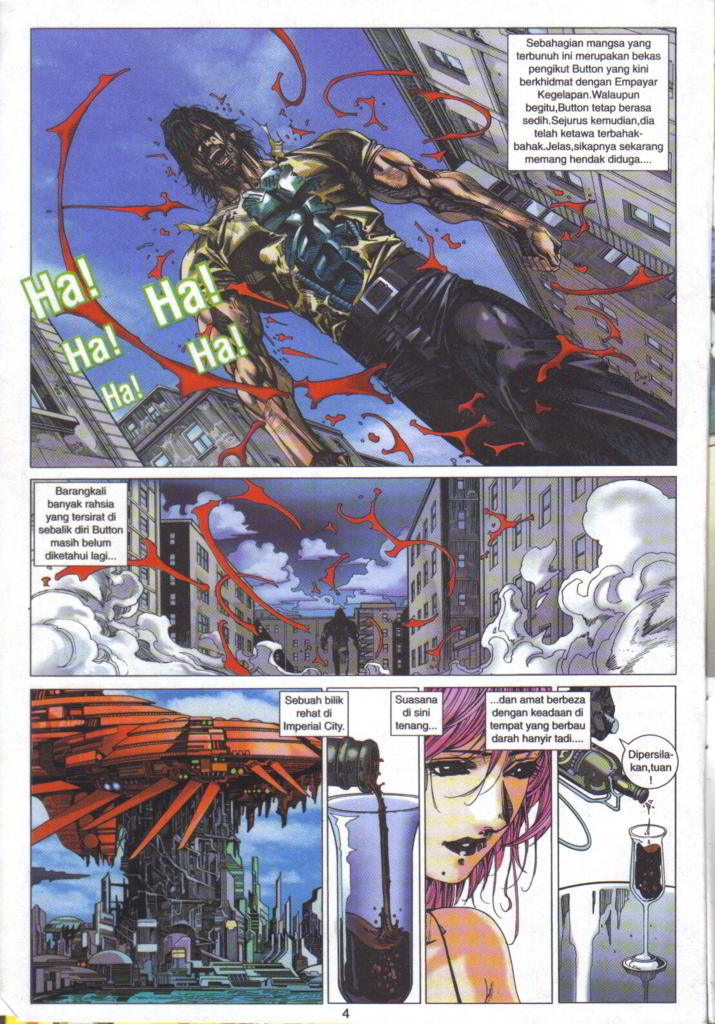 Sebahagian mangsa yang
terbunuh ini merupakan bekas
pengikut Button yang kini
berkhidmat dengan Empayar
Kegelapan.Walaupun
begitu,Button tetap berasa
sedih.Sejurus kemudian,dia
telah ketawa terbahak-
bahak.Jelas,sikapnya sekarang
memang hendak diduga....
Ha!
Ha!
Ha!
Ha!
Ha!
Barangkali
banyak rahsia
yang tersirat di
sebalik diri Button
masih belum
diketahui lagi...
Sebuah bilik
rehat di
Imperial City.
Suasana
di sini
tenang,...
...dan amat berbeza
dengan keadaan di
tempat yang berbau
darah hanyir tadi....
Dipersila-
kan,tuan
!
4